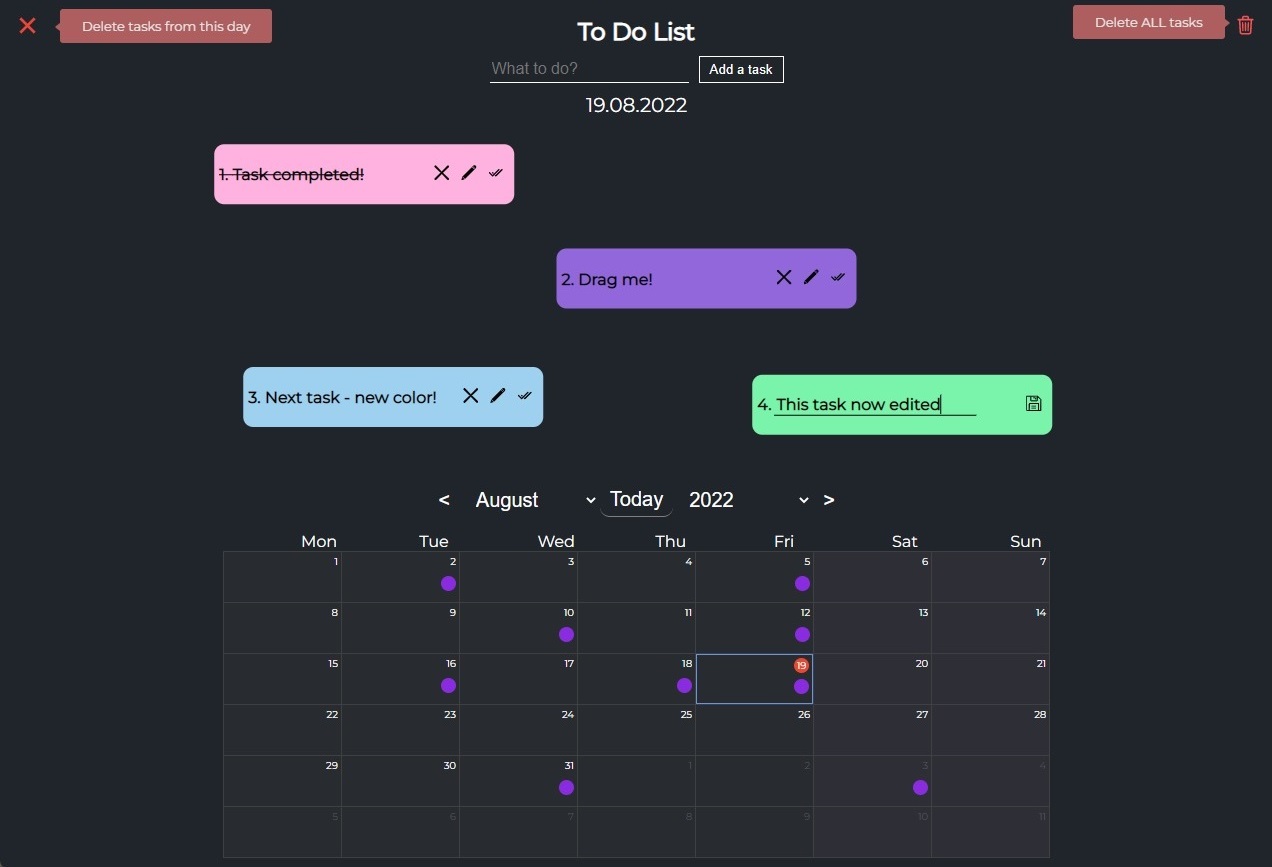 Delete tasks from this day
To Do List
Delete ALL tasks
What to do? Add a task
19.08.2022
1. Task completed!
2. Drag me!
3. Next task - new color!
4. This task now edited
< August Today 2022 >
Mon Tue Wed Thu Fri Sat Sun
1 2 3 4 5 6 7
8 9 10 11 12 13 14
15 16 17 18 19 20 21
22 23 24 25 26 27 28
29 30 31 1 2 3 4
5 6 7 8 9 10 11